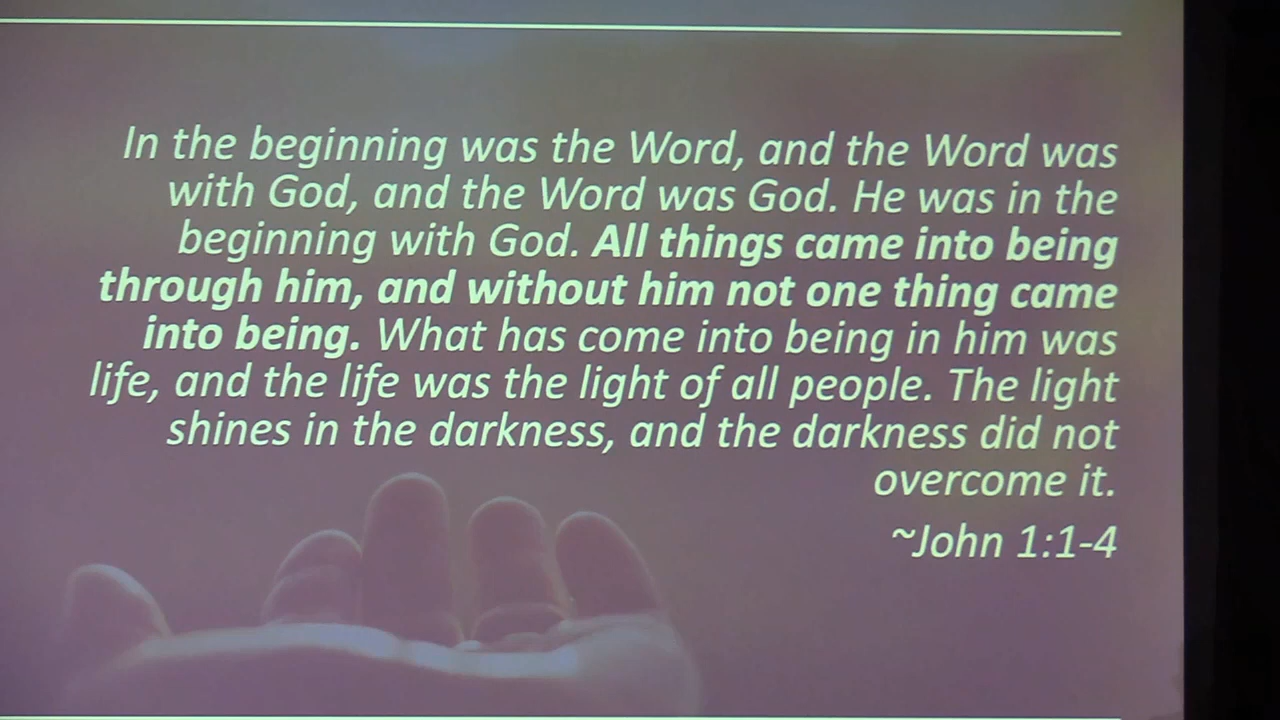 In the beginning was the Word, and the Word was
with God, and the Word was God. He was in the
beginning with God. All things came into being
through him, and without him not one thing came
into being. What has come into being in him was
life, and the life was the light of all people. The light
shines in the darkness, and the darkness did not
overcome it.
~John 1:1-4